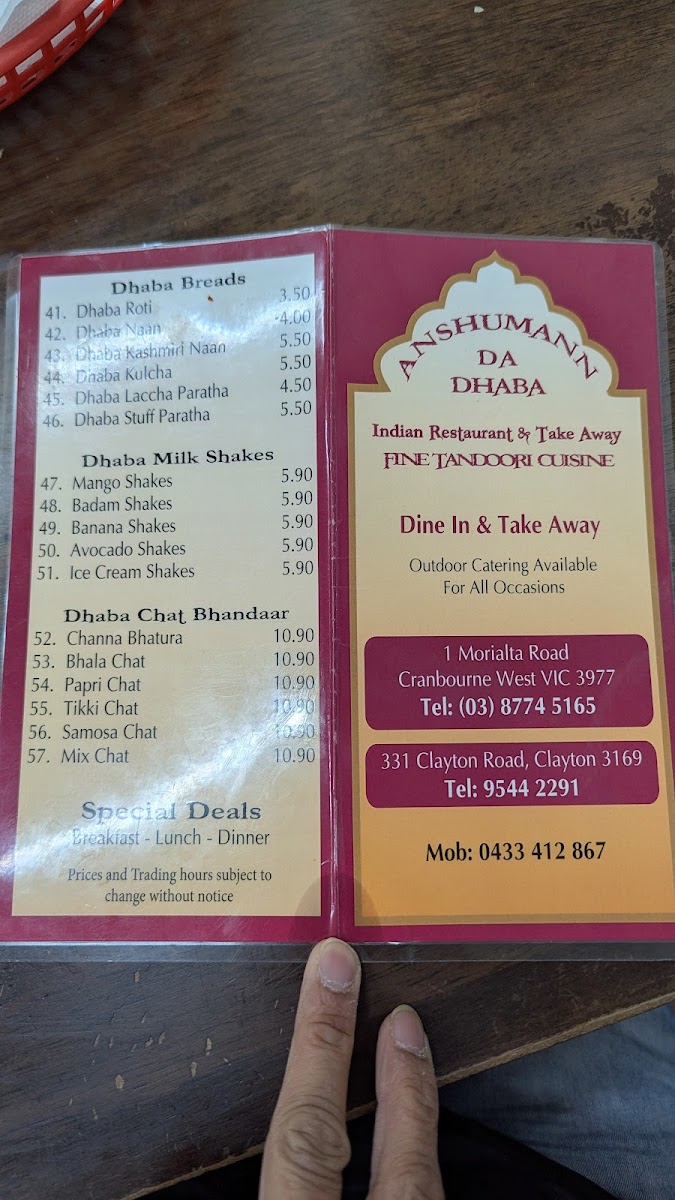 Dhaba Breads
41. Dhaba Roti 3.50
42. Dhaba Naan 4.00
43. Dhaba Kashmiri Naan 5.50
44. Dhaba Kulcha 5.50
45. Dhaba Laccha Paratha 4.50
46. Dhaba Stuff Paratha 5.50
Dhaba Milk Shakes
47. Mango Shakes 5.90
48. Badam Shakes 5.90
49. Banana Shakes 5.90
50. Avocado Shakes 5.90
51. Ice Cream Shakes 5.90
Dhaba Chat Bhandaar
52. Channa Bhatura 10.90
53. Bhala Chat 10.90
54. Papri Chat 10.90
55. Tikki Chat 10.90
56. Samosa Chat 10.90
57. Mix Chat 10.90
Special Deals
Breakfast - Lunch - Dinner
Prices and Trading hours subject to
change without notice
ANSHUMANN
DA
DHABA
Indian Restaurant & Take Away
FINE TANDOORI CUISINE
Dine In & Take Away
Outdoor Catering Available
For All Occasions
1 Morialta Road
Cranbourne West VIC 3977
Tel: (03) 8774 5165
331 Clayton Road, Clayton 3169
Tel: 9544 2291
Mob: 0433 412 867